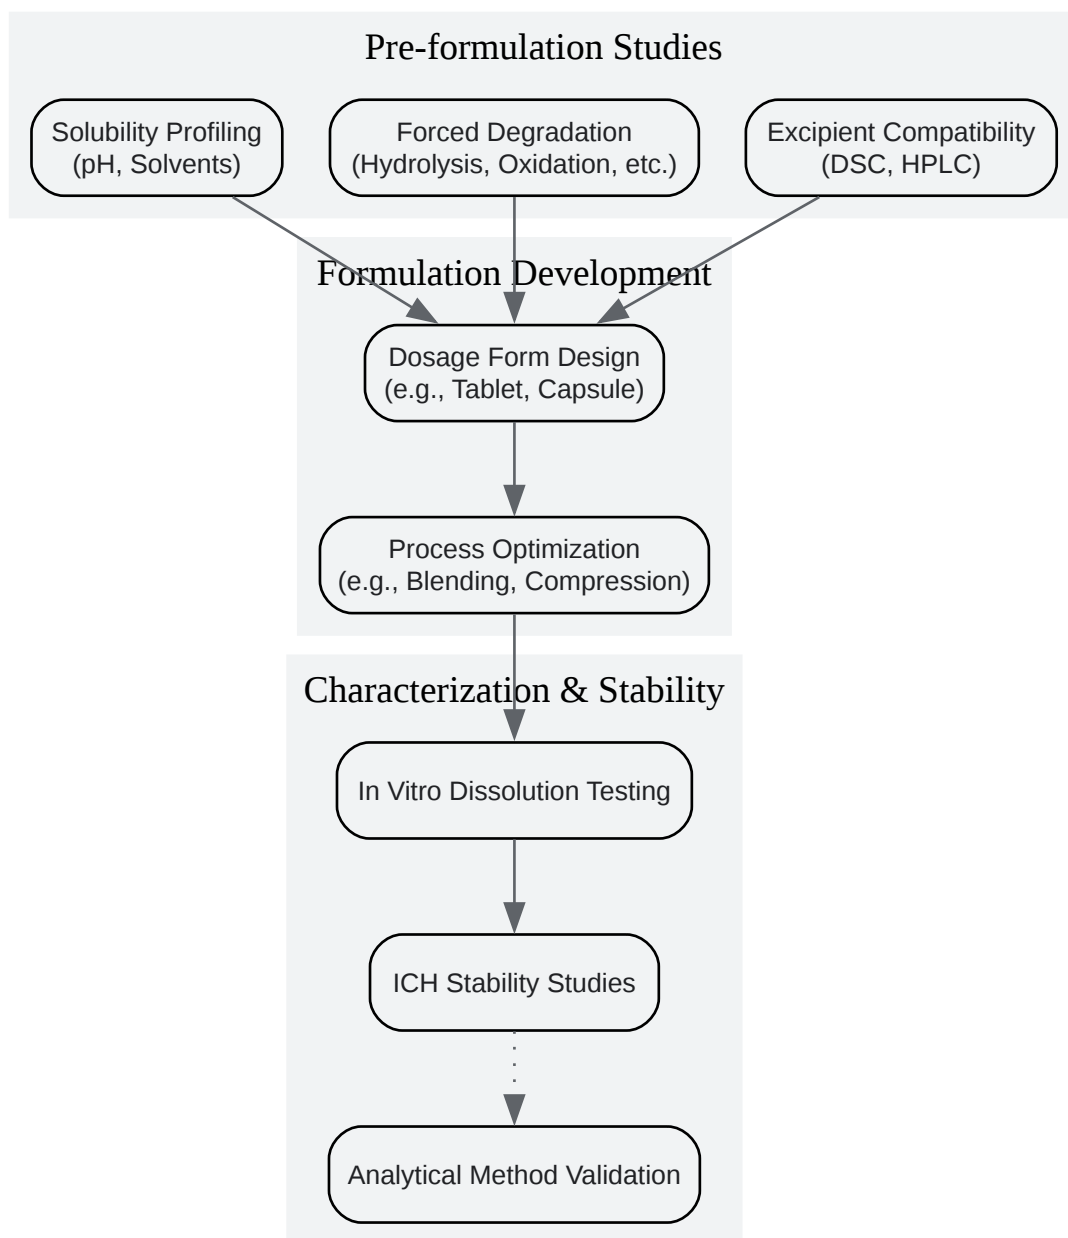 Pre-formulation Studies
Solubility Profiling
(pH, Solvents)
Forced Degradation
(Hydrolysis, Oxidation, etc.)
Excipient Compatibility
(DSC, HPLC)
Formulation Development
Dosage Form Design
(e.g., Tablet, Capsule)
Process Optimization
(e.g., Blending, Compression)
Characterization & Stability
In Vitro Dissolution Testing
ICH Stability Studies
Analytical Method Validation